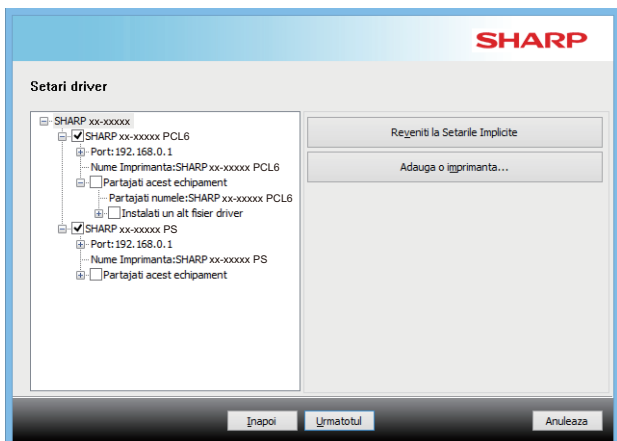 SHARP
Setari driver
SHARP xx-xxxxx
SHARP xx-xxxxx PCL6
Port:192.168.0.1
Nume Imprimanta:SHARP xx-xxxxx PCL6
Partajati acest echipament
Partajati numele:SHARP xx-xxxxx PCL6
Instalati un alt fisier driver
SHARP xx-xxxxx PS
Port:192.168.0.1
Nume Imprimanta:SHARP xx-xxxxx PS
Partajati acest echipament
Reveniti la Setarile Implicite
Adauga o imprimanta...
Inapoi
Urmatotul
Anuleaza